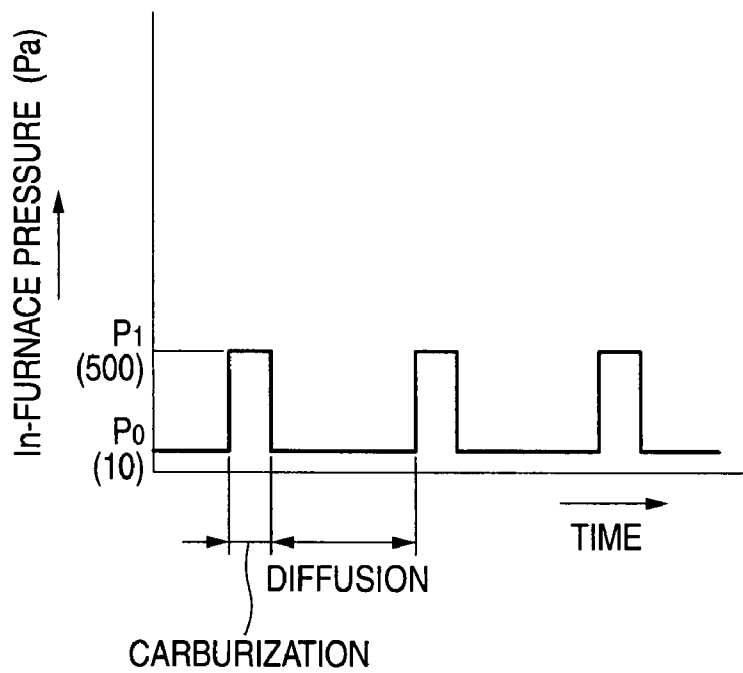 In-FURNACE PRESSURE (Pa)
P1
(500)
P0
(10)
TIME
DIFFUSION
CARBURIZATION